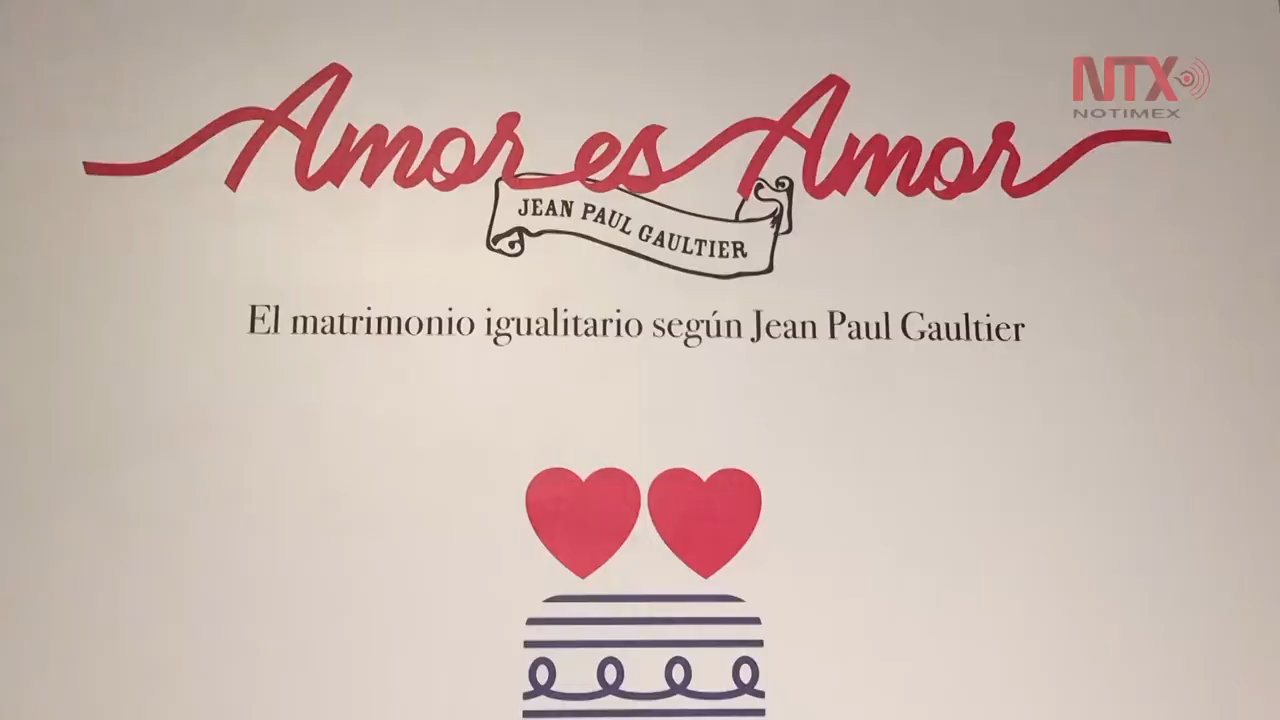 NTX
NOTIMEX
Amor es Amor
JEAN PAUL GAULTIER
El matrimonio igualitario según Jean Paul Gaultier